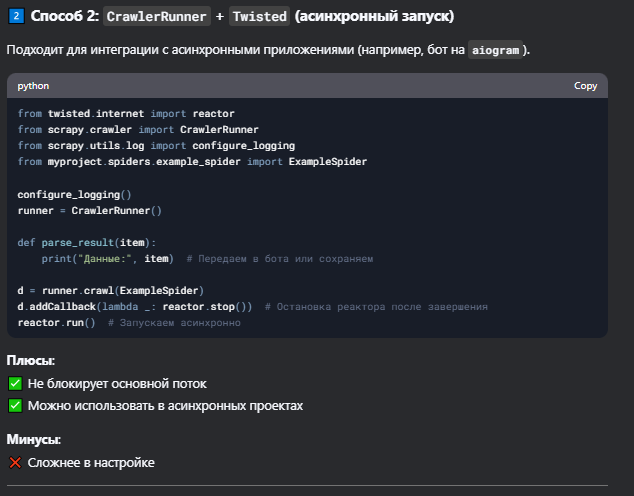 2 Способ 2: CrawlerRunner + Twisted (асинхронный запуск)
Подходит для интеграции с асинхронными приложениями (например, бот на aiogram).
python Copy
from twisted.internet import reactor
from scrapy.crawler import CrawlerRunner
from scrapy.utils.log import configure_logging
from myproject.spiders.example_spider import ExampleSpider
configure_logging()
runner = CrawlerRunner()
def parse_result(item):
    print("Данные:", item)  # Передаем в бота или сохраняем
d = runner.crawl(ExampleSpider)
d.addCallback(lambda _: reactor.stop())  # Остановка реактора после завершения
reactor.run()  # Запускаем асинхронно
Плюсы:
✅ Не блокирует основной поток
✅ Можно использовать в асинхронных проектах
Минусы:
❌ Сложнее в настройке